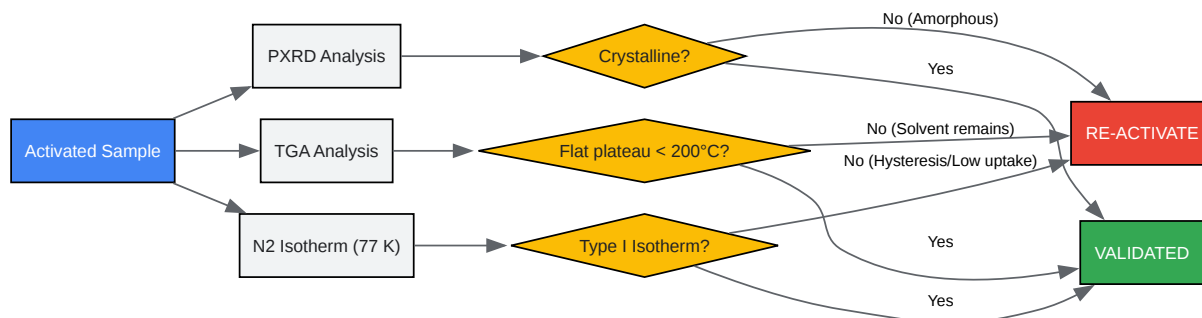 Activated Sample
PXRD Analysis
Crystalline?
No (Amorphous)
Yes
RE-ACTIVATE
TGA Analysis
Flat plateau < 200°C?
No (Solvent remains)
Yes
N2 Isotherm (77 K)
Type I Isotherm?
No (Hysteresis/Low uptake)
Yes
VALIDATED